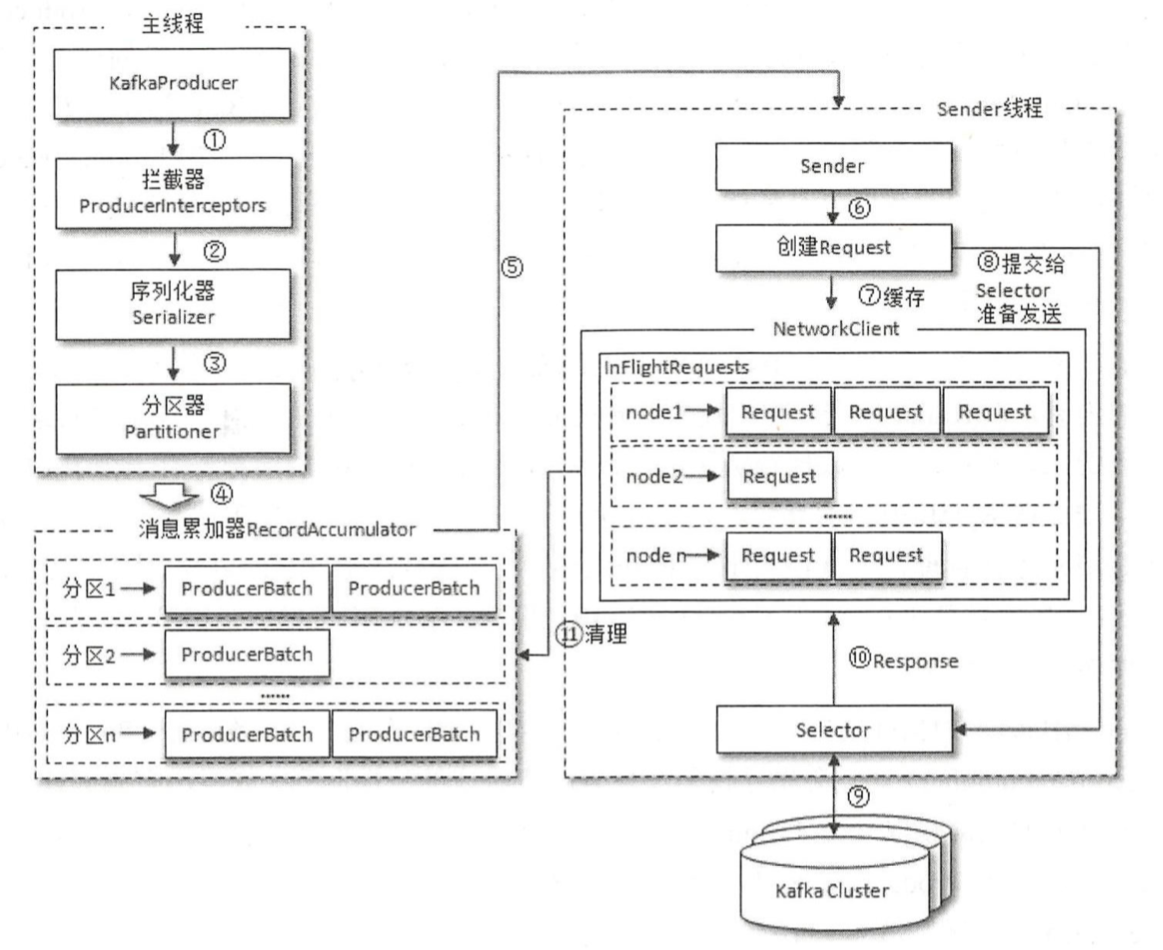 主线程
KafkaProducer
①
拦截器
ProducerInterceptors
②
序列化器
Serializer
③
分区器
Partitioner
④
消息累加器RecordAccumulator
分区1 ProducerBatch ProducerBatch
分区2 ProducerBatch
......
分区n ProducerBatch ProducerBatch
⑤
Sender线程
Sender
⑥
创建Request
⑦缓存
⑧提交给
Selector
准备发送
NetworkClient
InFlightRequests
node1 Request Request Request
node2 Request
......
node n Request Request
⑪清理
⑩Response
Selector
⑨
Kafka Cluster